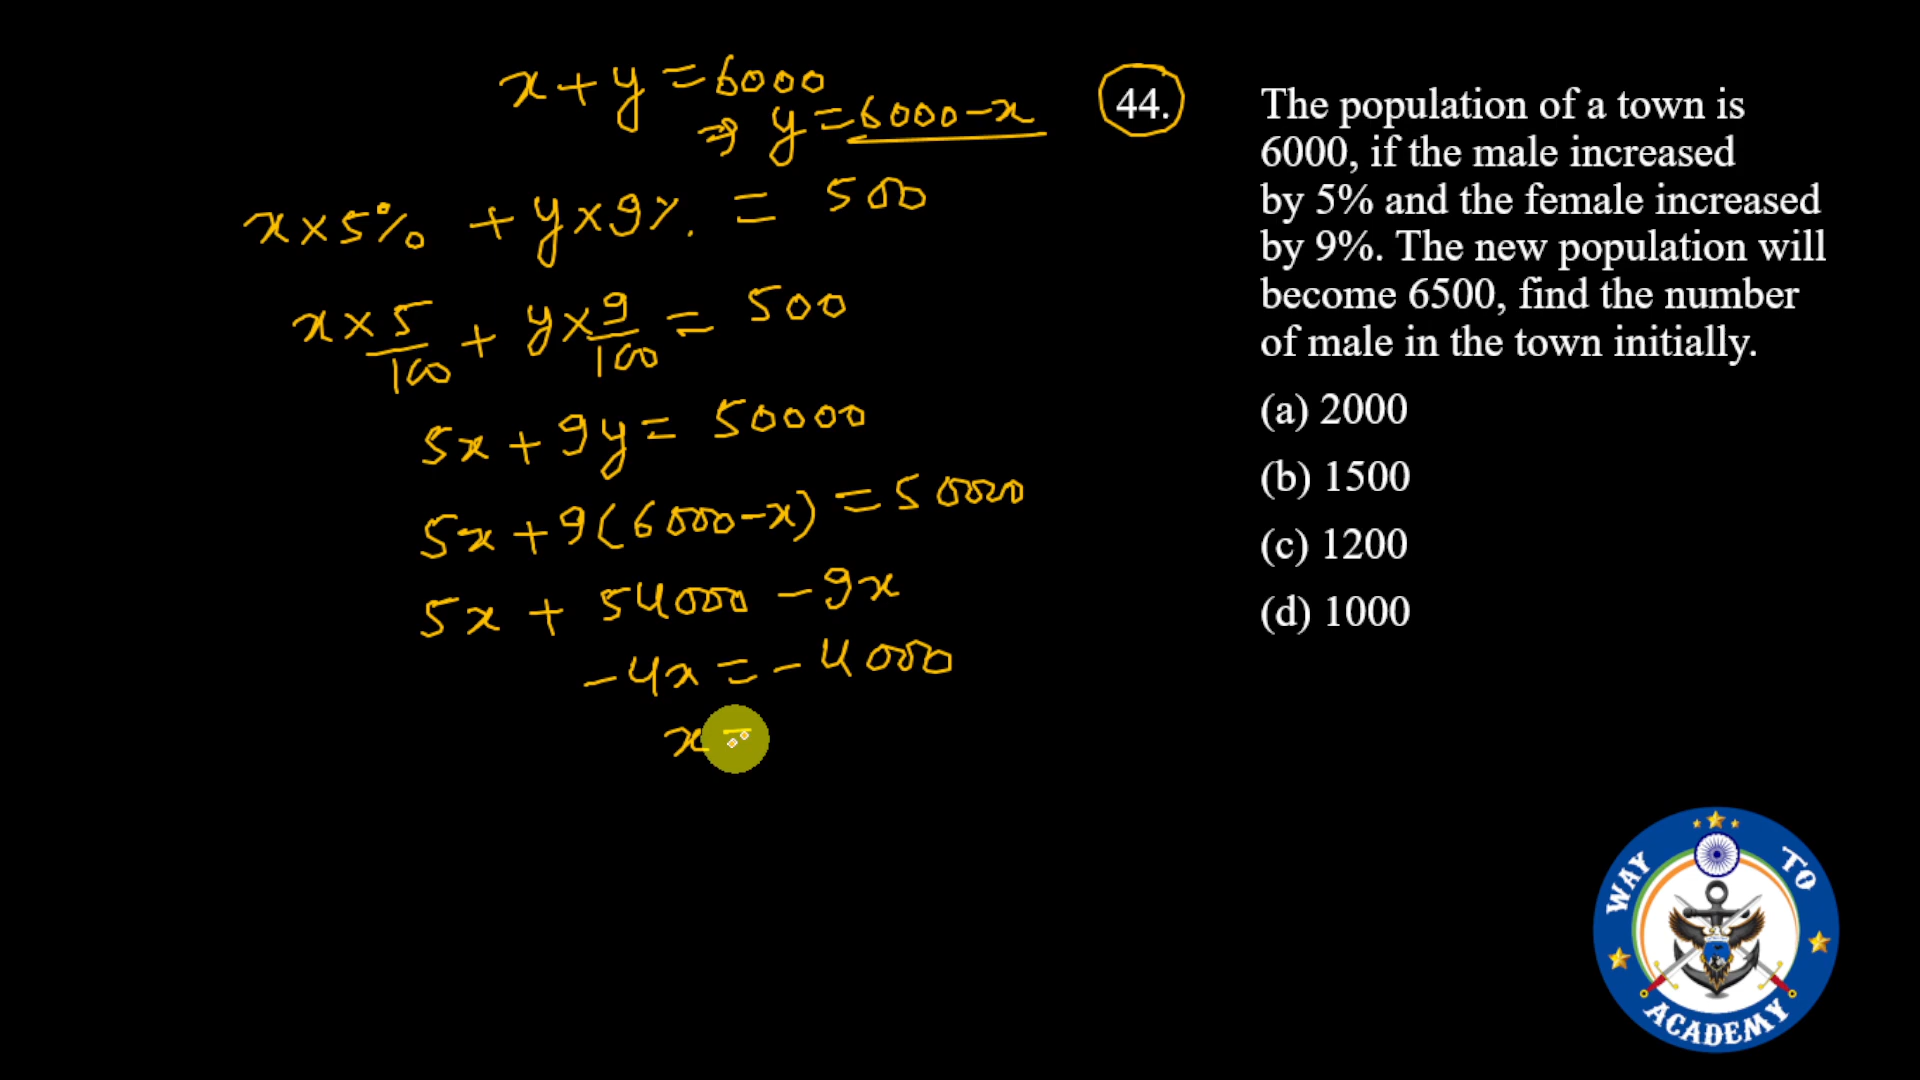 x+y=6000
⇒ y=6000-x
x×5% + y×9% = 500
x×5/100 + y×9/100 = 500
5x+9y= 50000
5x+9(6000-x)=50000
5x + 54000 -9x
-4x=-4000
x=
44.
The population of a town is
6000, if the male increased
by 5% and the female increased
by 9%. The new population will
become 6500, find the number
of male in the town initially.
(a) 2000
(b) 1500
(c) 1200
(d) 1000
WAY TO
ACADEMY